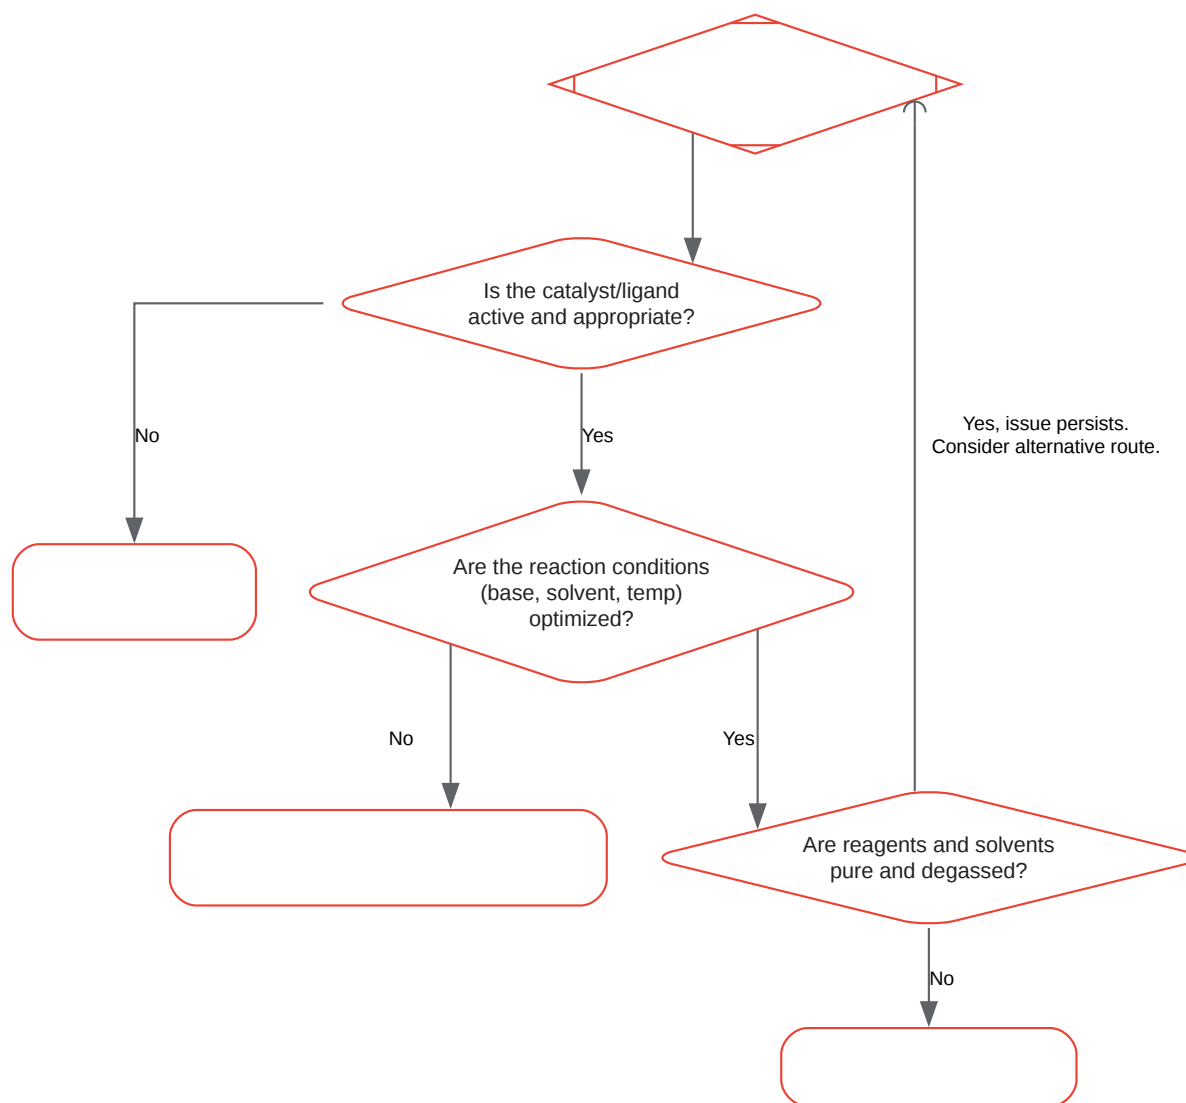 Is the catalyst/ligand
active and appropriate?
No
Yes
Yes, issue persists.
Consider alternative route.
Are the reaction conditions
(base, solvent, temp)
optimized?
No
Yes
Are reagents and solvents
pure and degassed?
No